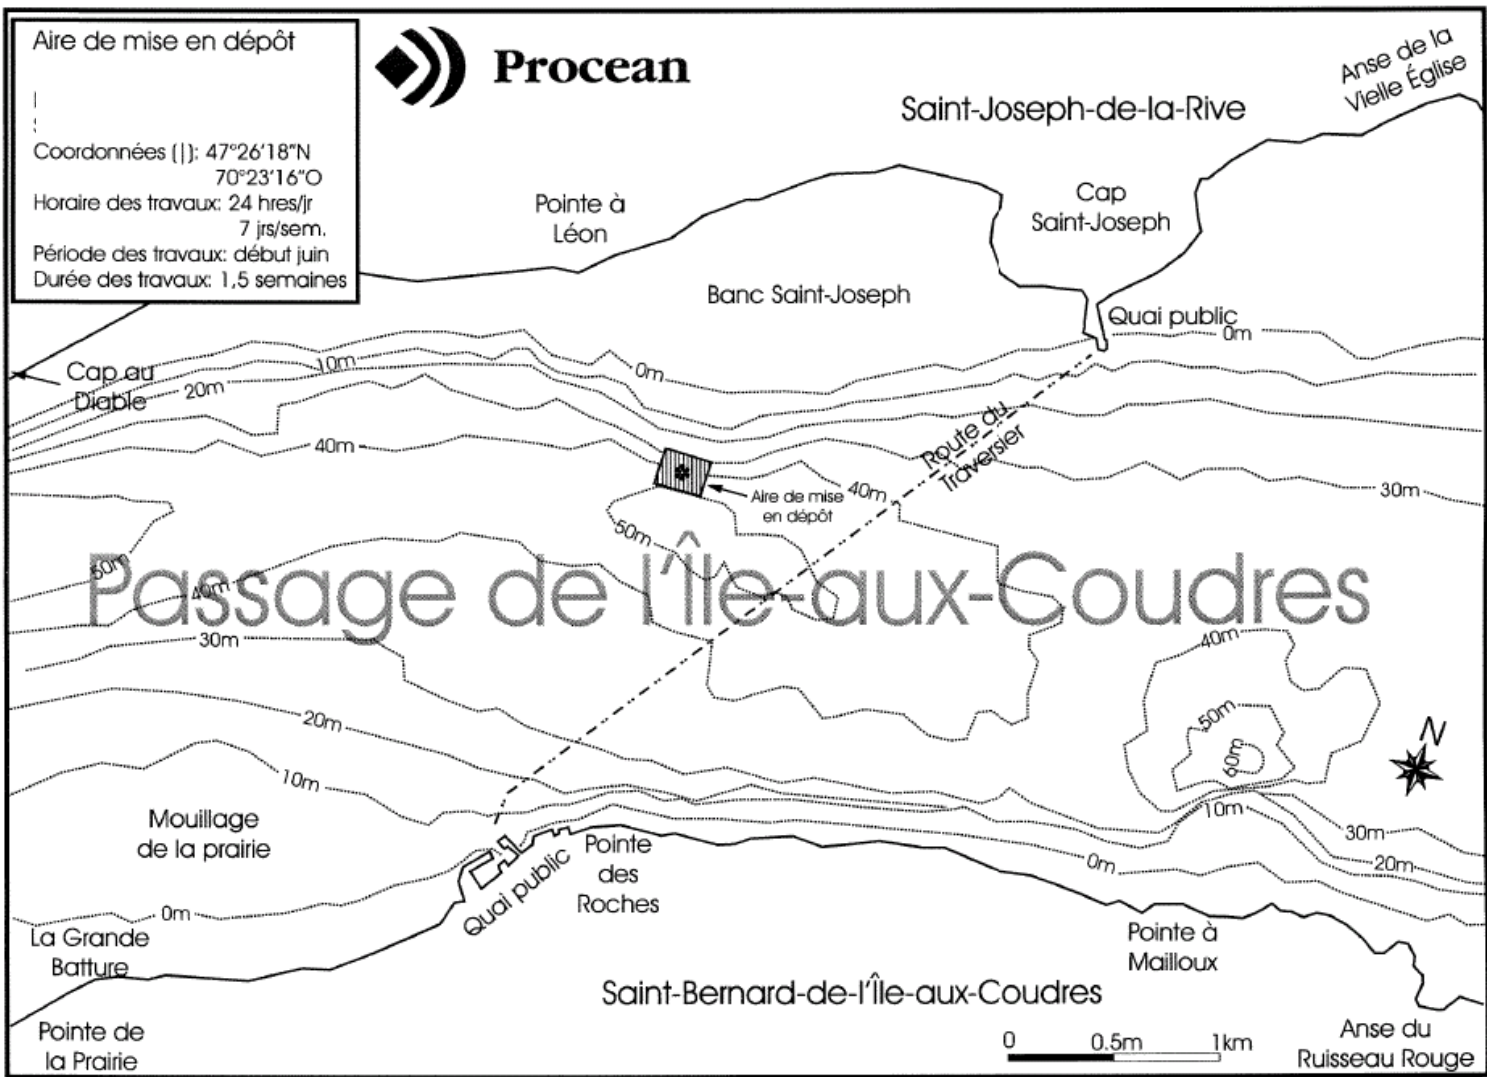 Aire de mise en dépôt
Coordonnées (|): 47°26'18"N
70°23'16"O
Horaire des travaux: 24 hres/jr
7 jrs/sem.
Période des travaux: début juin
Durée des travaux: 1,5 semaines
Procean
Saint-Joseph-de-la-Rive
Anse de la
Vielle Église
Pointe à
Léon
Cap
Saint-Joseph
Banc Saint-Joseph
Quai public
0m
Cap au
Diable
10m
20m
0m
40m
Route du
Traversier
Aire de mise
en dépôt
40m
30m
50m
50m
40m
Passage de l'Île-aux-Coudres
30m
40m
20m
50m
60m
N
10m
10m
Mouillage
de la prairie
30m
20m
0m
Quai public
Pointe
des
Roches
0m
La Grande
Batture
Pointe à
Mailloux
Saint-Bernard-de-l'Île-aux-Coudres
Pointe de
la Prairie
0 0.5m 1km
Anse du
Ruisseau Rouge